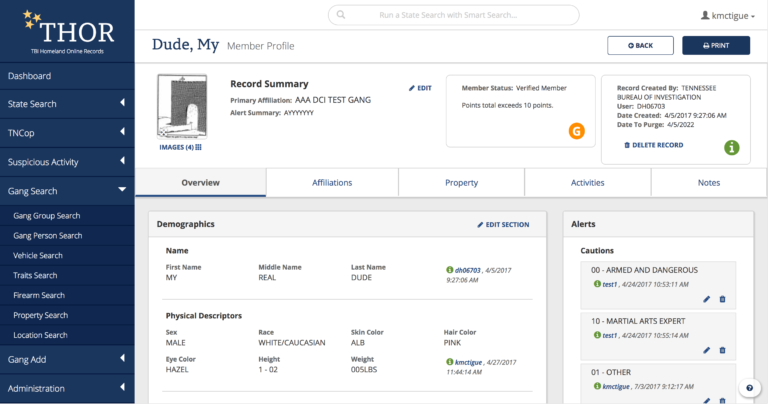 THOR
TBI Homeland Online Records
Run a State Search with Smart Search...
kmctigue
Dashboard
State Search
TNCop
Suspicious Activity
Gang Search
Gang Group Search
Gang Person Search
Vehicle Search
Traits Search
Firearm Search
Property Search
Location Search
Gang Add
Administration
Dude, My Member Profile
BACK
PRINT
IMAGES (4)
Record Summary
EDIT
Primary Affiliation: AAA DCI TEST GANG
Alert Summary: AYYYYYYY
Member Status: Verified Member
Points total exceeds 10 points.
G
Record Created By: TENNESSEE
BUREAU OF INVESTIGATION
User: DH06703
Date Created: 4/5/2017 9:27:06 AM
Date To Purge: 4/5/2022
DELETE RECORD
Overview
Affiliations
Property
Activities
Notes
Demographics
EDIT SECTION
Name
First Name Middle Name Last Name
MY REAL DUDE
dh06703 , 4/5/2017
9:27:06 AM
Physical Descriptors
Sex Race Skin Color Hair Color
MALE WHITE/CAUCASIAN ALB PINK
Eye Color Height Weight
HAZEL 1 - 02 005LBS
kmctigue , 4/27/2017
11:44:14 AM
Alerts
Cautions
00 - ARMED AND DANGEROUS
test1 , 4/24/2017 10:53:11 AM
10 - MARTIAL ARTS EXPERT
test1 , 4/24/2017 10:55:14 AM
01 - OTHER
kmctigue , 7/3/2017 9:12:17 AM